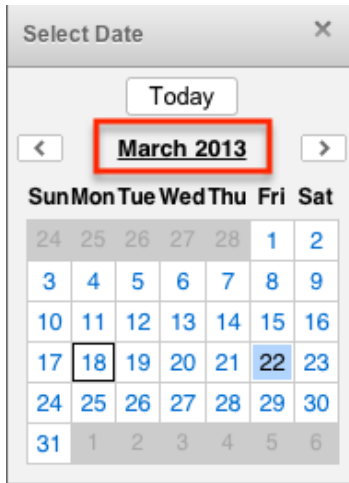 Select Date ×
Today
< March 2013 >
Sun Mon Tue Wed Thu Fri Sat
24 25 26 27 28 1 2
3 4 5 6 7 8 9
10 11 12 13 14 15 16
17 18 19 20 21 22 23
24 25 26 27 28 29 30
31 1 2 3 4 5 6